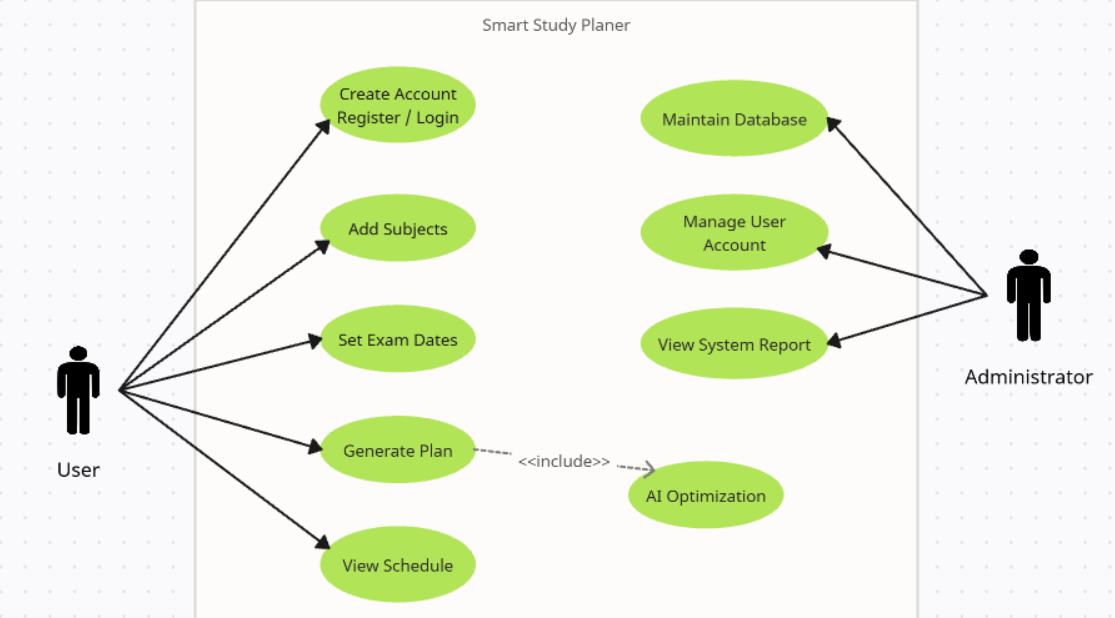 Smart Study Planer
Create Account
Register / Login
Add Subjects
Set Exam Dates
Generate Plan
View Schedule
<<include>>
AI Optimization
Maintain Database
Manage User
Account
View System Report
User
Administrator